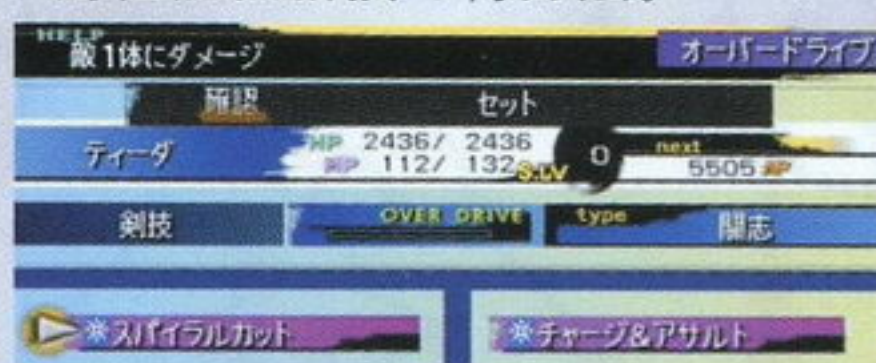 HELP
敵1体にダメージ オーバードライブ
確認 セット
ティーダ HP 2436/ 2436 S.LV 0 next
MP 112/ 132 5505 AP
剣技 OVER DRIVE type 闘志
※スパイラルカット ※チャージ&アサルト